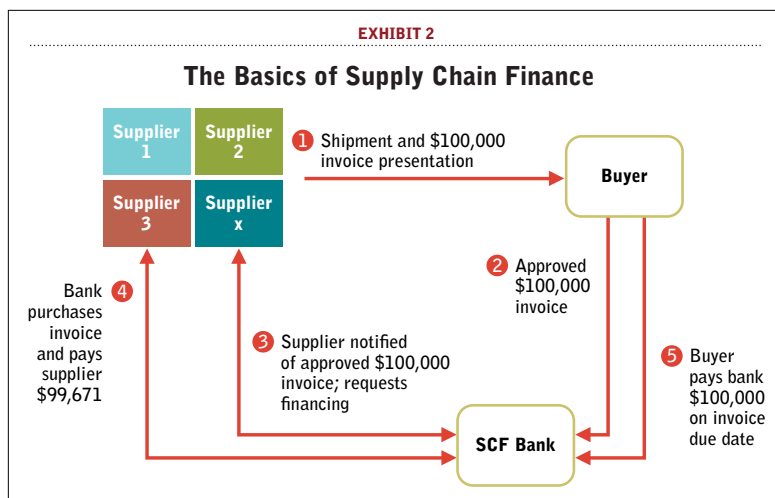 EXHIBIT 2
The Basics of Supply Chain Finance
Supplier
1
Supplier
2
Supplier
3
Supplier
x
1 Shipment and $100,000
invoice presentation
Buyer
2 Approved
$100,000
invoice
3 Supplier notified
of approved $100,000
invoice; requests
financing
4 Bank
purchases
invoice
and pays
supplier
$99,671
5 Buyer
pays bank
$100,000
on invoice
due date
SCF Bank